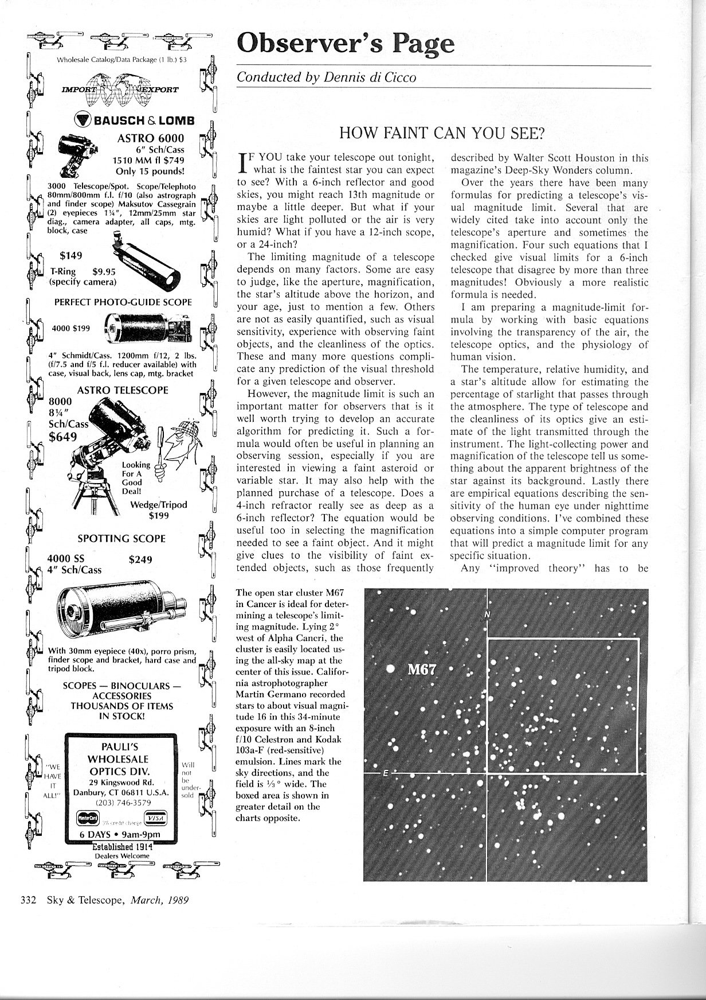 Wholesale Catalog/Data Package (1 lb.) $3
IMPORT EXPORT
BAUSCH & LOMB
ASTRO 6000
6" Sch/Cass
1510 MM fl $749
Only 15 pounds!
3000 Telescope/Spot. Scope/Telephoto
80mm/800mm f.l. f/10 (also astrograph
and finder scope) Maksutov Cassegrain
(2) eyepieces 1¼", 12mm/25mm star
diag., camera adapter, all caps, mtg.
block, case
$149
T-Ring $9.95
(specify camera)
PERFECT PHOTO-GUIDE SCOPE
4000 $199
4" Schmidt/Cass. 1200mm f/12, 2 lbs.
(f/7.5 and f/5 f.l. reducer available) with
case, visual back, lens cap, mtg. bracket
ASTRO TELESCOPE
8000
8¼"
Sch/Cass
$649
Looking
For A
Good
Deal!
Wedge/Tripod
$199
SPOTTING SCOPE
4000 SS $249
4" Sch/Cass
With 30mm eyepiece (40x), porro prism,
finder scope and bracket, hard case and
tripod block.
SCOPES — BINOCULARS —
ACCESSORIES
THOUSANDS OF ITEMS
IN STOCK!
"WE
HAVE
IT
ALL!"
PAULI'S
WHOLESALE
OPTICS DIV.
29 Kingswood Rd.
Danbury, CT 06811 U.S.A.
(203) 746-3579
MasterCard 3% credit charge VISA
6 DAYS • 9am-9pm
Will
not
be
under-
sold
Established 1914
Dealers Welcome
332 Sky & Telescope, March, 1989
Observer's Page
Conducted by Dennis di Cicco
HOW FAINT CAN YOU SEE?
IF YOU take your telescope out tonight,
what is the faintest star you can expect
to see? With a 6-inch reflector and good
skies, you might reach 13th magnitude or
maybe a little deeper. But what if your
skies are light polluted or the air is very
humid? What if you have a 12-inch scope,
or a 24-inch?
The limiting magnitude of a telescope
depends on many factors. Some are easy
to judge, like the aperture, magnification,
the star's altitude above the horizon, and
your age, just to mention a few. Others
are not as easily quantified, such as visual
sensitivity, experience with observing faint
objects, and the cleanliness of the optics.
These and many more questions compli-
cate any prediction of the visual threshold
for a given telescope and observer.
However, the magnitude limit is such an
important matter for observers that is it
well worth trying to develop an accurate
algorithm for predicting it. Such a for-
mula would often be useful in planning an
observing session, especially if you are
interested in viewing a faint asteroid or
variable star. It may also help with the
planned purchase of a telescope. Does a
4-inch refractor really see as deep as a
6-inch reflector? The equation would be
useful too in selecting the magnification
needed to see a faint object. And it might
give clues to the visibility of faint ex-
tended objects, such as those frequently
described by Walter Scott Houston in this
magazine's Deep-Sky Wonders column.
Over the years there have been many
formulas for predicting a telescope's vis-
ual magnitude limit. Several that are
widely cited take into account only the
telescope's aperture and sometimes the
magnification. Four such equations that I
checked give visual limits for a 6-inch
telescope that disagree by more than three
magnitudes! Obviously a more realistic
formula is needed.
I am preparing a magnitude-limit for-
mula by working with basic equations
involving the transparency of the air, the
telescope optics, and the physiology of
human vision.
The temperature, relative humidity, and
a star's altitude allow for estimating the
percentage of starlight that passes through
the atmosphere. The type of telescope and
the cleanliness of its optics give an esti-
mate of the light transmitted through the
instrument. The light-collecting power and
magnification of the telescope tell us some-
thing about the apparent brightness of the
star against its background. Lastly there
are empirical equations describing the sen-
sitivity of the human eye under nighttime
observing conditions. I've combined these
equations into a simple computer program
that will predict a magnitude limit for any
specific situation.
Any "improved theory" has to be
The open star cluster M67
in Cancer is ideal for deter-
mining a telescope's limit-
ing magnitude. Lying 2°
west of Alpha Cancri, the
cluster is easily located us-
ing the all-sky map at the
center of this issue. Califor-
nia astrophotographer
Martin Germano recorded
stars to about visual magni-
tude 16 in this 34-minute
exposure with an 8-inch
f/10 Celestron and Kodak
103a-F (red-sensitive)
emulsion. Lines mark the
sky directions, and the
field is ⅓° wide. The
boxed area is shown in
greater detail on the
charts opposite.
N
M67
E